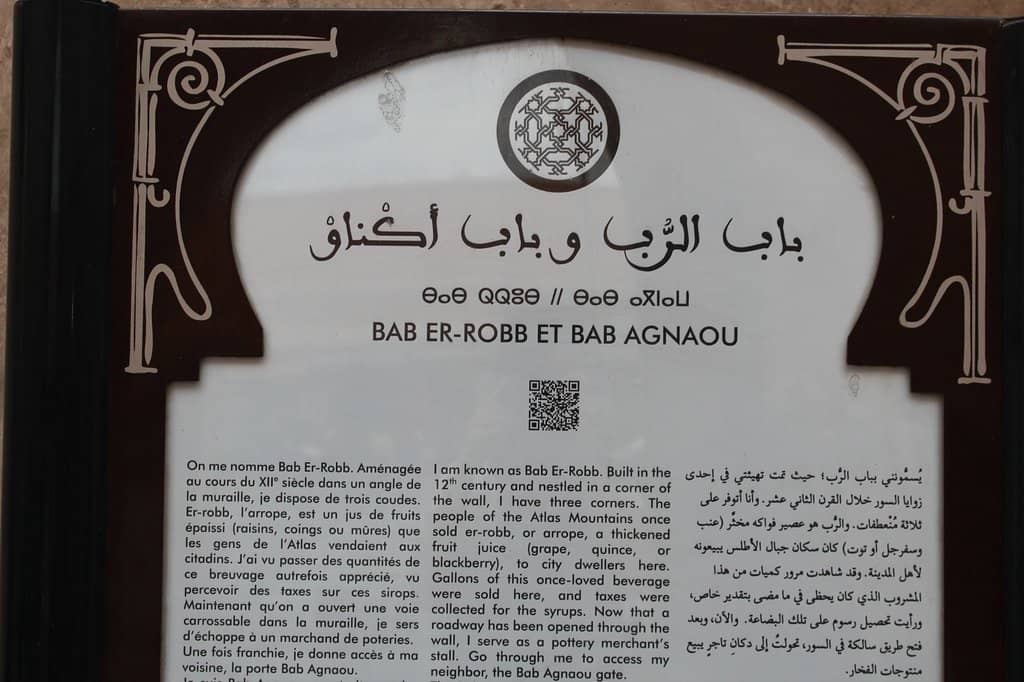 باب الرُّب و باب أكْناوْ
ⴱⴰⴱ ⵕⵕⵓⴱ // ⴱⴰⴱ ⴰⴳⵏⴰⵡ
BAB ER-ROBB ET BAB AGNAOU
On me nomme Bab Er-Robb. Aménagée
au cours du XIIᵉ siècle dans un angle de
la muraille, je dispose de trois coudes.
Er-robb, l'arrope, est un jus de fruits
épaissi (raisins, coings ou mûres) que
les gens de l'Atlas vendaient aux
citadins. J'ai vu passer des quantités de
ce breuvage autrefois apprécié, vu
percevoir des taxes sur ces sirops.
Maintenant qu'on a ouvert une voie
carrossable dans la muraille, je sers
d'échoppe à un marchand de poteries.
Une fois franchie, je donne accès à ma
voisine, la porte Bab Agnaou.
I am known as Bab Er-Robb. Built in the
12th century and nestled in a corner of
the wall, I have three corners. The
people of the Atlas Mountains once
sold er-robb, or arrope, a thickened
fruit juice (grape, quince, or
blackberry), to city dwellers here.
Gallons of this once-loved beverage
were sold here, and taxes were
collected for the syrups. Now that a
roadway has been opened through the
wall, I serve as a pottery merchant's
stall. Go through me to access my
neighbor, the Bab Agnaou gate.
يُسمُّونني بباب الرُّب؛ حيث تمت تهيئتي في إحدى
زوايا السور خلال القرن الثاني عشر. وأنا أتوفر على
ثلاثة مُنْعطفات. والرُّب هو عصير فواكه مخثَّر (عنب
وسفرجل أو توت) كان سكان جبال الأطلس يبيعونه
لأهل المدينة. وقد شاهدت مرور كميات من هذا
المشروب الذي كان يحظى في ما مضى بتقدير خاص،
ورأيت تحصيل رسوم على تلك البضاعة. والآن، وبعد
فتح طريق سالكة في السور، تحولتُ إلى دكانِ تاجرٍ يبيع
منتوجات الفخار.